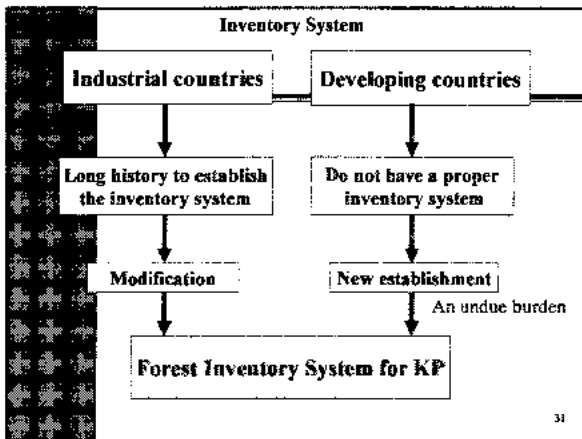 Inventory System
Industrial countries
Developing countries
Long history to establish
the inventory system
Do not have a proper
inventory system
Modification
New establishment
An undue burden
Forest Inventory System for KP
31